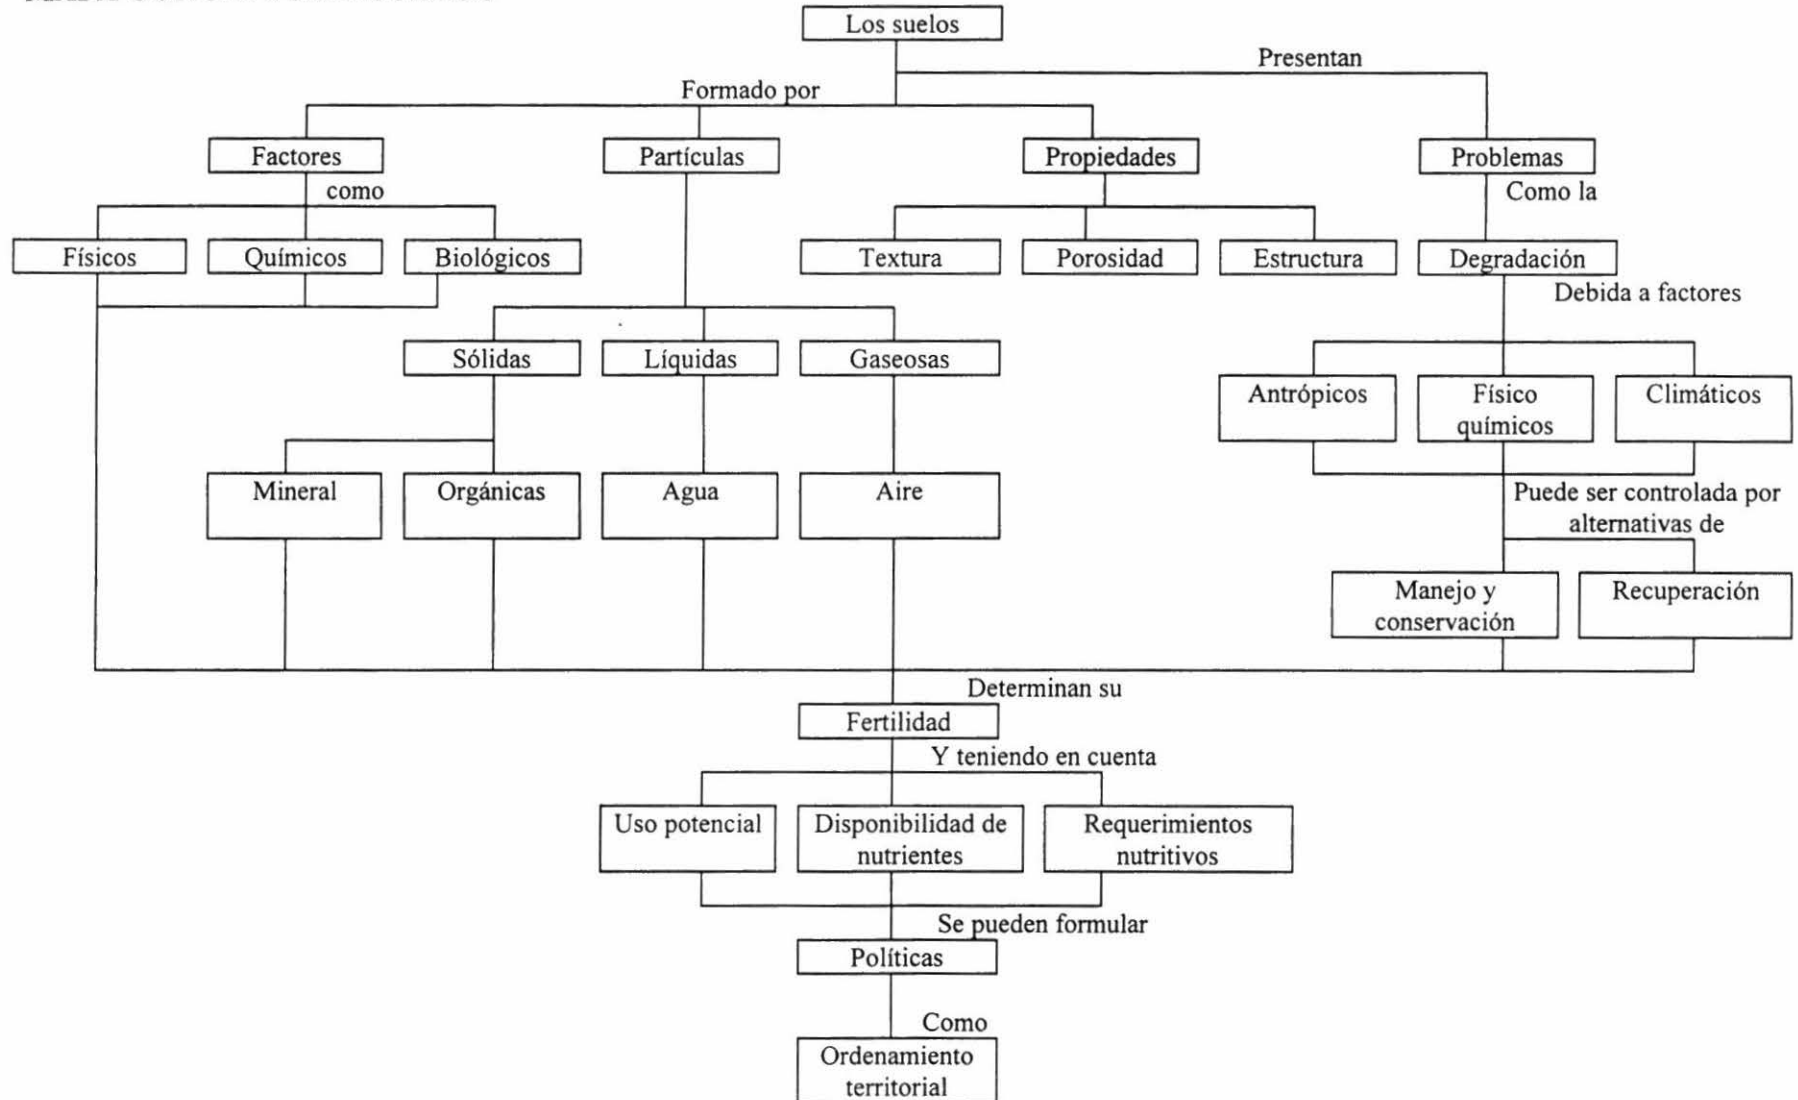 Los suelos
Presentan
Formado por
Factores
Partículas
Propiedades
Problemas
como
Como la
Físicos
Químicos
Biológicos
Textura
Porosidad
Estructura
Degradación
Debida a factores
Sólidas
Líquidas
Gaseosas
Antrópicos
Físico
químicos
Climáticos
Mineral
Orgánicas
Agua
Aire
Puede ser controlada por
alternativas de
Manejo y
conservación
Recuperación
Determinan su
Fertilidad
Y teniendo en cuenta
Uso potencial
Disponibilidad de
nutrientes
Requerimientos
nutritivos
Se pueden formular
Políticas
Como
Ordenamiento
territorial